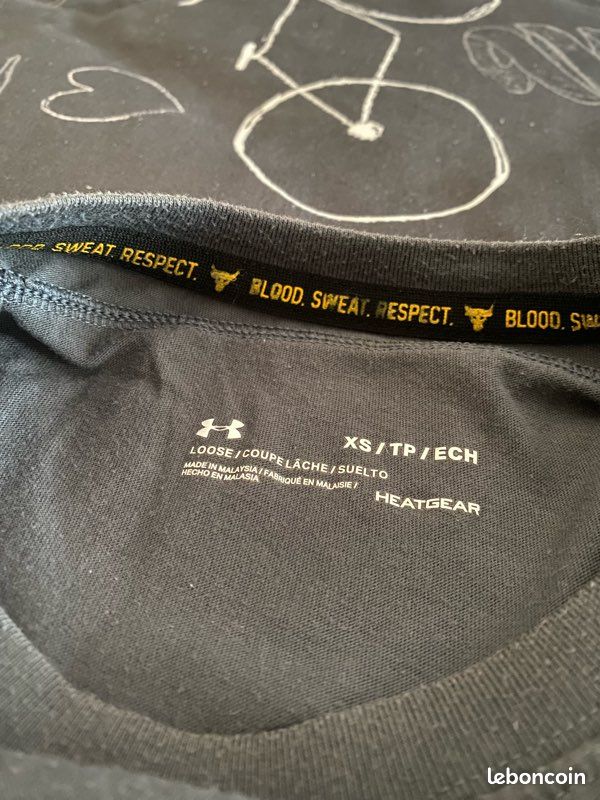 SWEAT. RESPECT. BLOOD. SWEAT. RESPECT. BLOOD.
XS / TP / ECH
LOOSE / COUPE LÂCHE / SUELTO
MADE IN MALAYSIA / FABRIQUÉ EN MALAISIE /
HECHO EN MALASIA
HEATGEAR
leboncoin